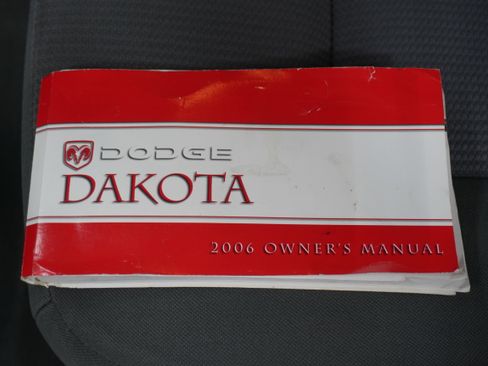 DODGE
DAKOTA
2006 OWNER'S MANUAL